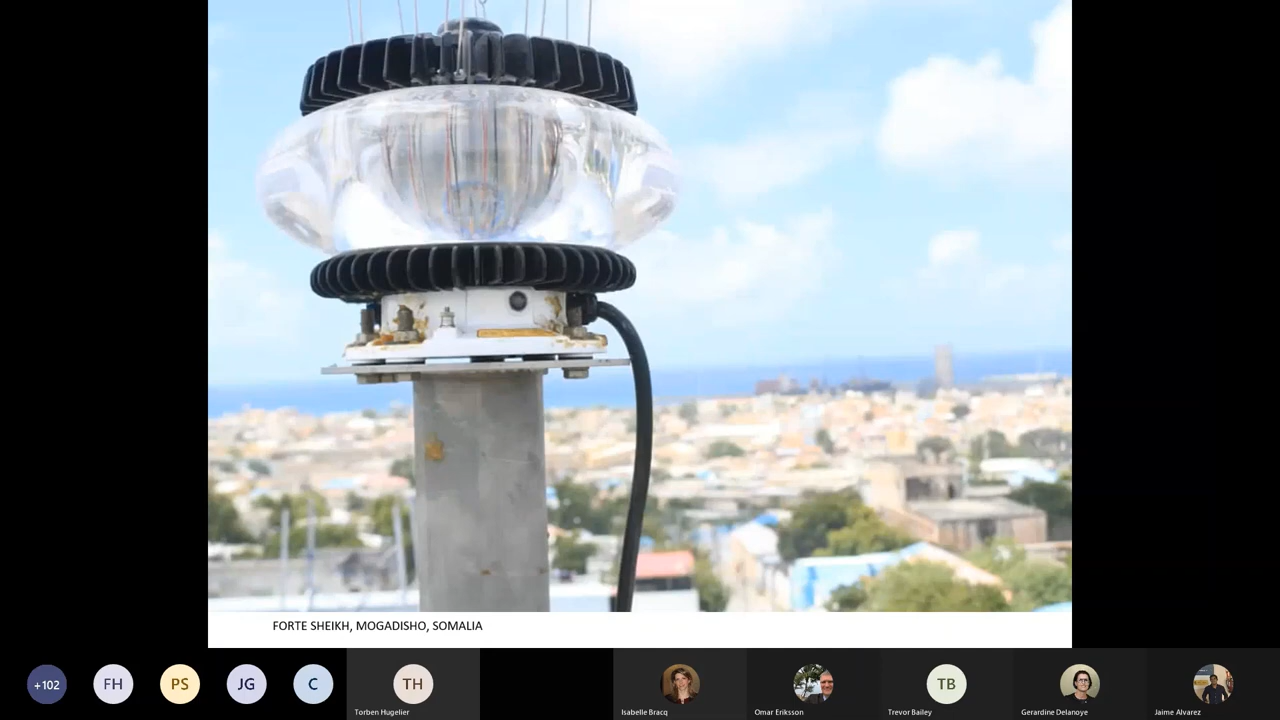 FORTE SHEIKH, MOGADISHO, SOMALIA
+102
FH
PS
JG
C
TH
TB
Torben Hugelier
Isabelle Bracq
Omar Eriksson
Trevor Bailey
Gerardine Delanoye
Jaime Alvarez